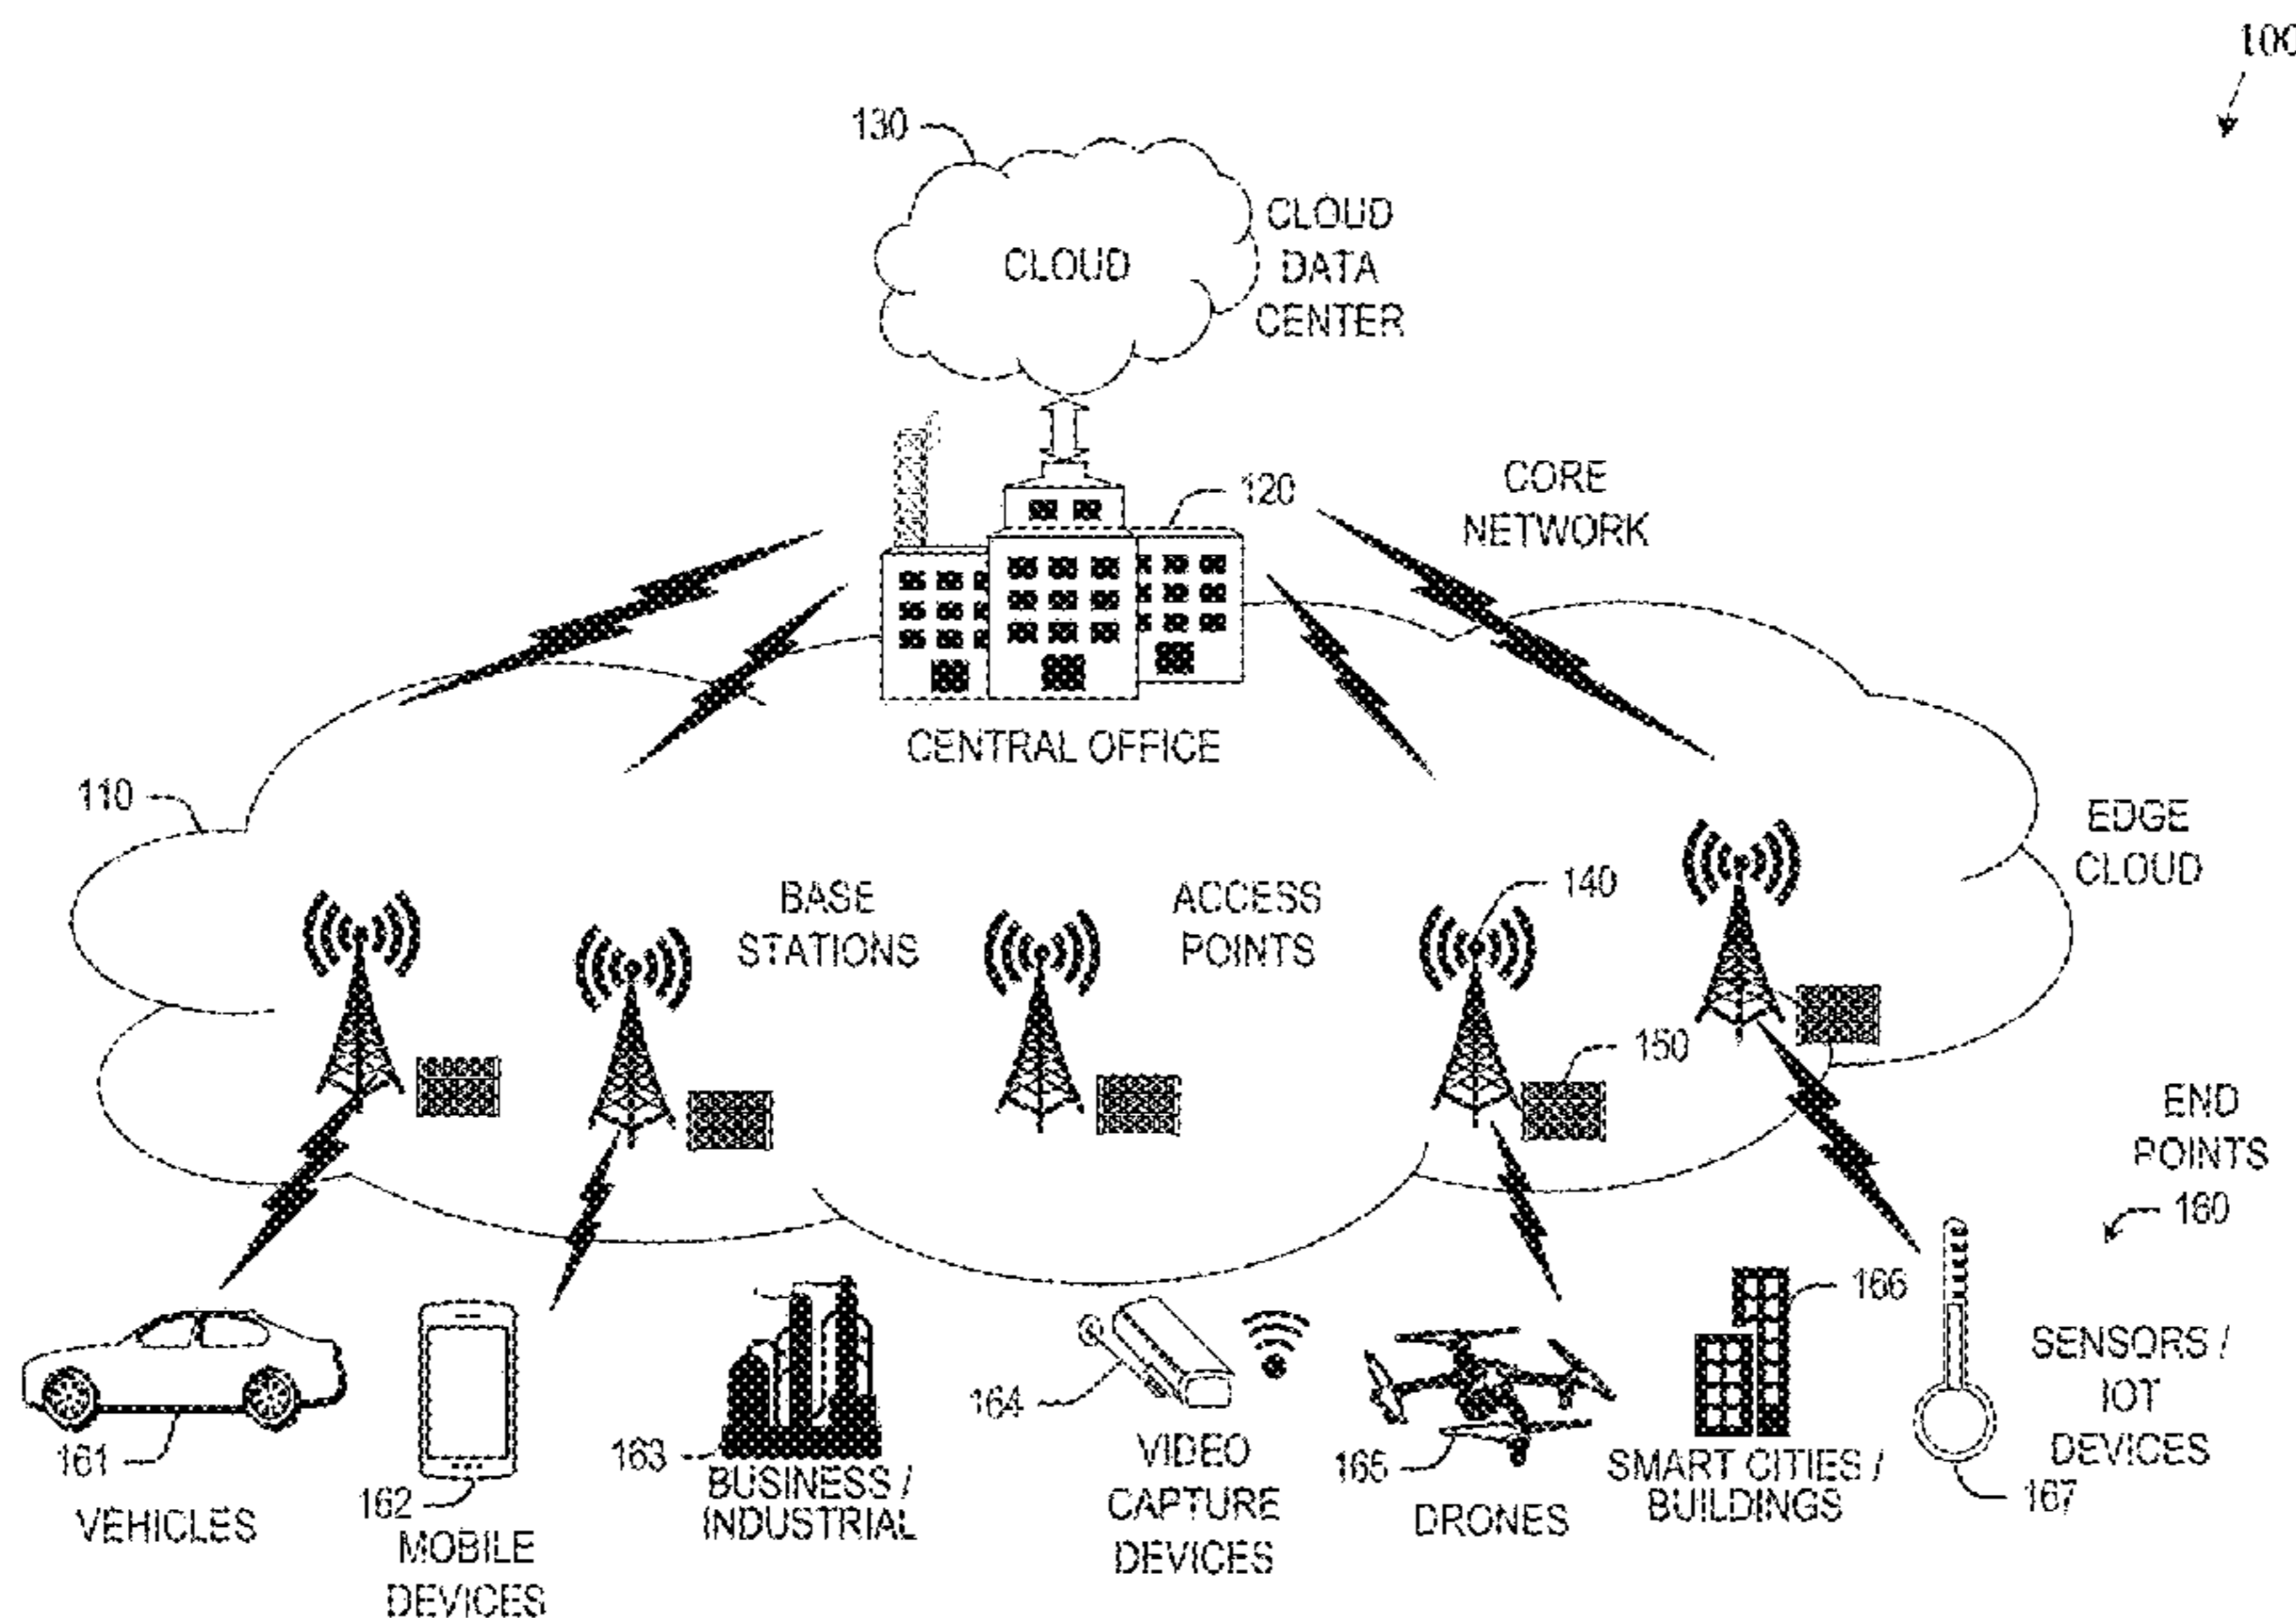 100
130
CLOUD
CLOUD
DATA
CENTER
120
CORE
NETWORK
CENTRAL OFFICE
110
EDGE
CLOUD
BASE
STATIONS
ACCESS
POINTS
140
150
END
POINTS
160
166
161
VEHICLES
162
MOBILE
DEVICES
163
BUSINESS /
INDUSTRIAL
164
VIDEO
CAPTURE
DEVICES
165
DRONES
SMART CITIES /
BUILDINGS
SENSORS /
IOT
DEVICES
167